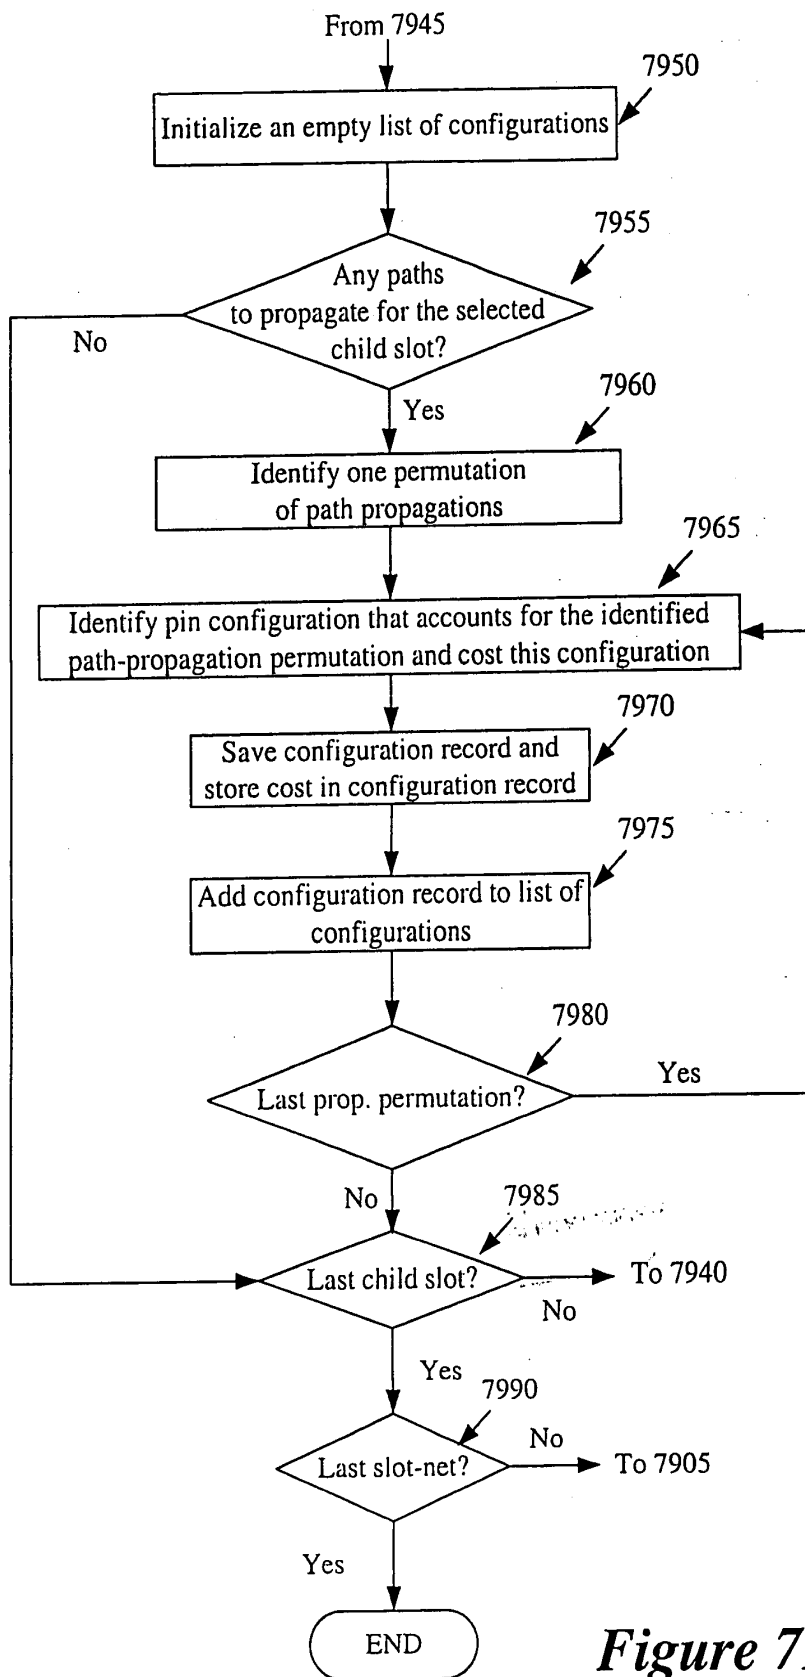 From 7945
7950
Initialize an empty list of configurations
7955
Any paths
to propagate for the selected
child slot?
No
Yes
7960
Identify one permutation
of path propagations
7965
Identify pin configuration that accounts for the identified
path-propagation permutation and cost this configuration
7970
Save configuration record and
store cost in configuration record
7975
Add configuration record to list of
configurations
7980
Last prop. permutation?
Yes
No
7985
Last child slot?
To 7940
No
Yes
7990
Last slot-net?
No
To 7905
Yes
END
Figure 7